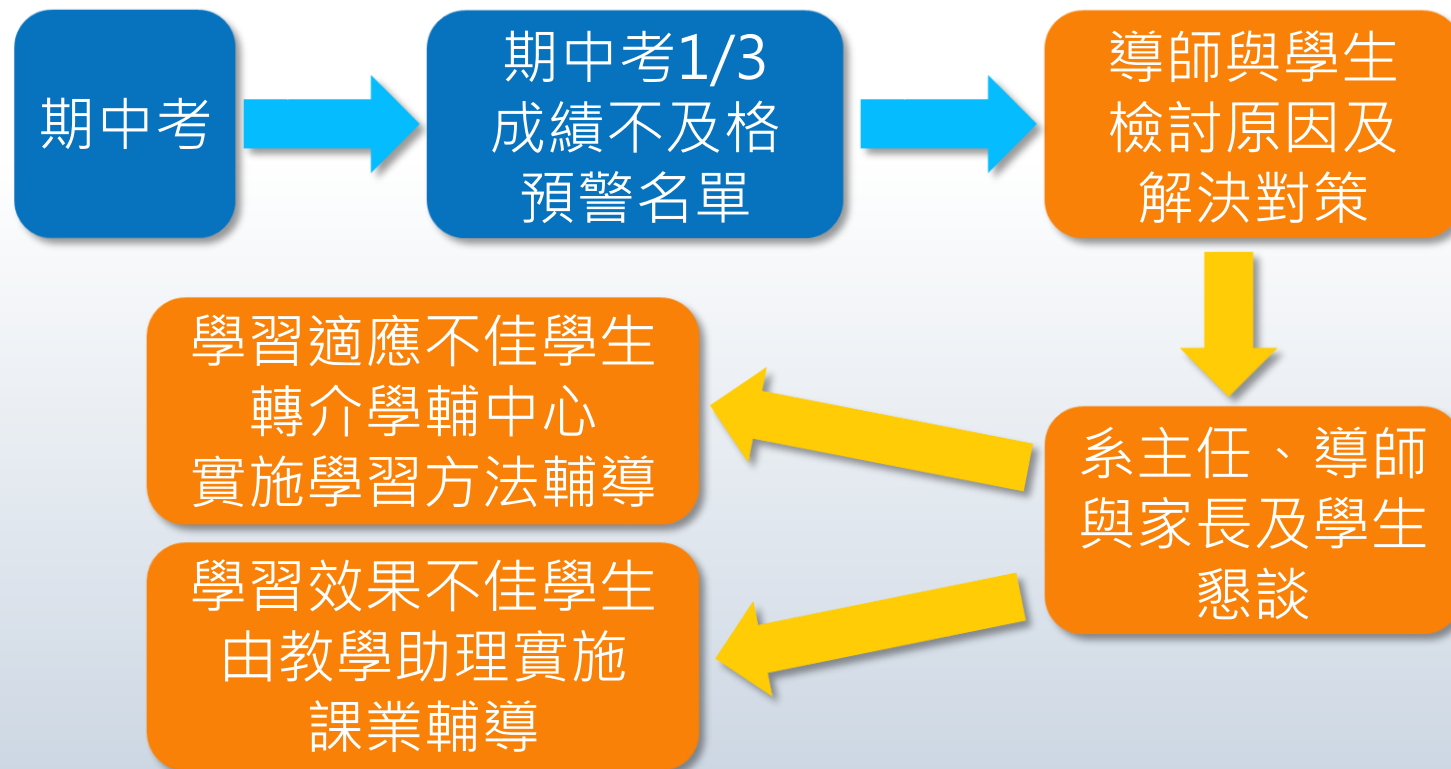 期中考
期中考1/3
成績不及格
預警名單
導師與學生
檢討原因及
解決對策
系主任、導師
與家長及學生
懇談
學習適應不佳學生
轉介學輔中心
實施學習方法輔導
學習效果不佳學生
由教學助理實施
課業輔導